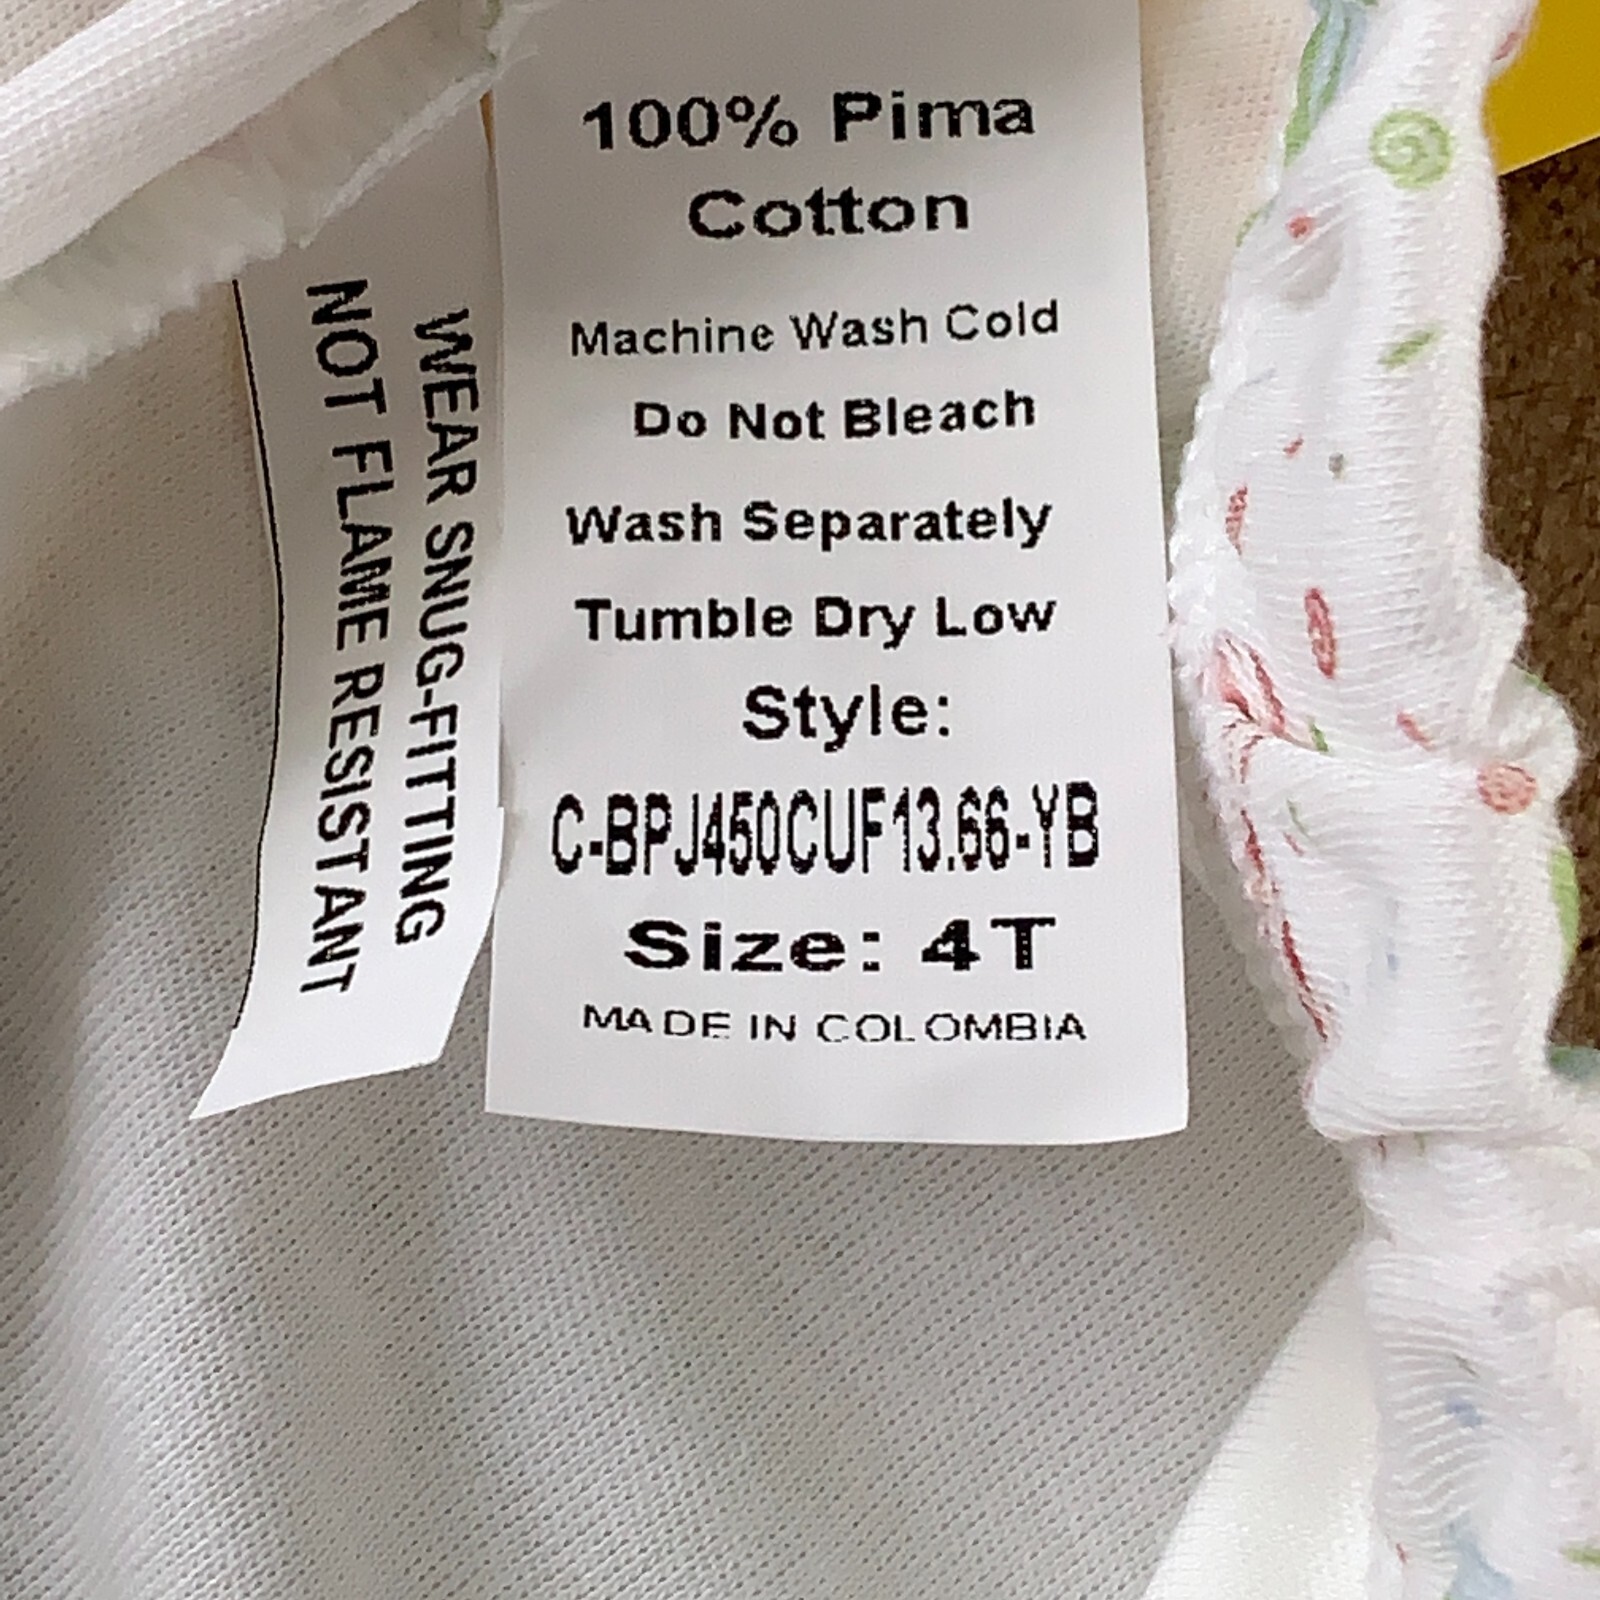 100% Pima
Cotton
Machine Wash Cold
Do Not Bleach
Wash Separately
Tumble Dry Low
Style:
C-BPJ450CUF13.66-YB
Size: 4T
MADE IN COLOMBIA
WEAR SNUG-FITTING
NOT FLAME RESISTANT